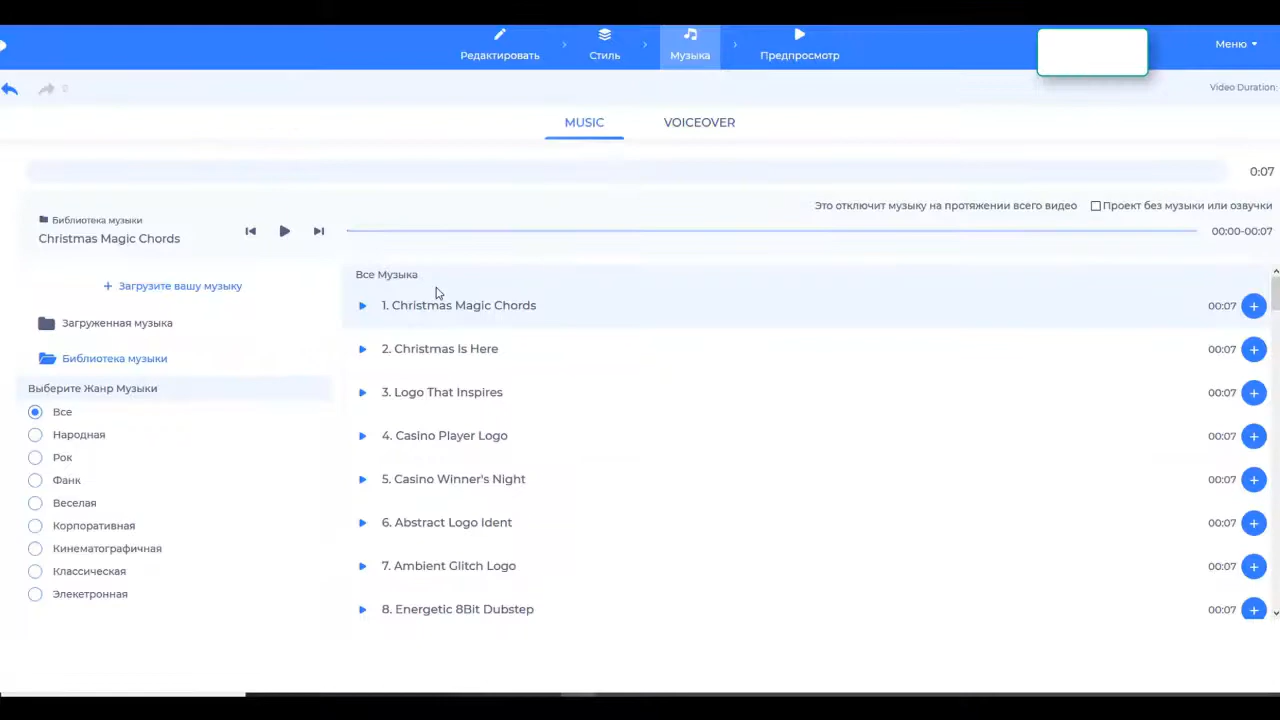 Редактировать
Стиль
Музыка
Предпросмотр
Меню
0
Video Duration:
MUSIC
VOICEOVER
0:07
Это отключит музыку на протяжении всего видео
Проект без музыки или озвучки
Библиотека музыки
Christmas Magic Chords
00:00-00:07
+ Загрузите вашу музыку
Загруженная музыка
Библиотека музыки
Выберите Жанр Музыки
Все
Народная
Рок
Фанк
Веселая
Корпоративная
Кинематографичная
Классическая
Элекетронная
Все Музыка
1. Christmas Magic Chords 00:07
2. Christmas Is Here 00:07
3. Logo That Inspires 00:07
4. Casino Player Logo 00:07
5. Casino Winner's Night 00:07
6. Abstract Logo Ident 00:07
7. Ambient Glitch Logo 00:07
8. Energetic 8Bit Dubstep 00:07